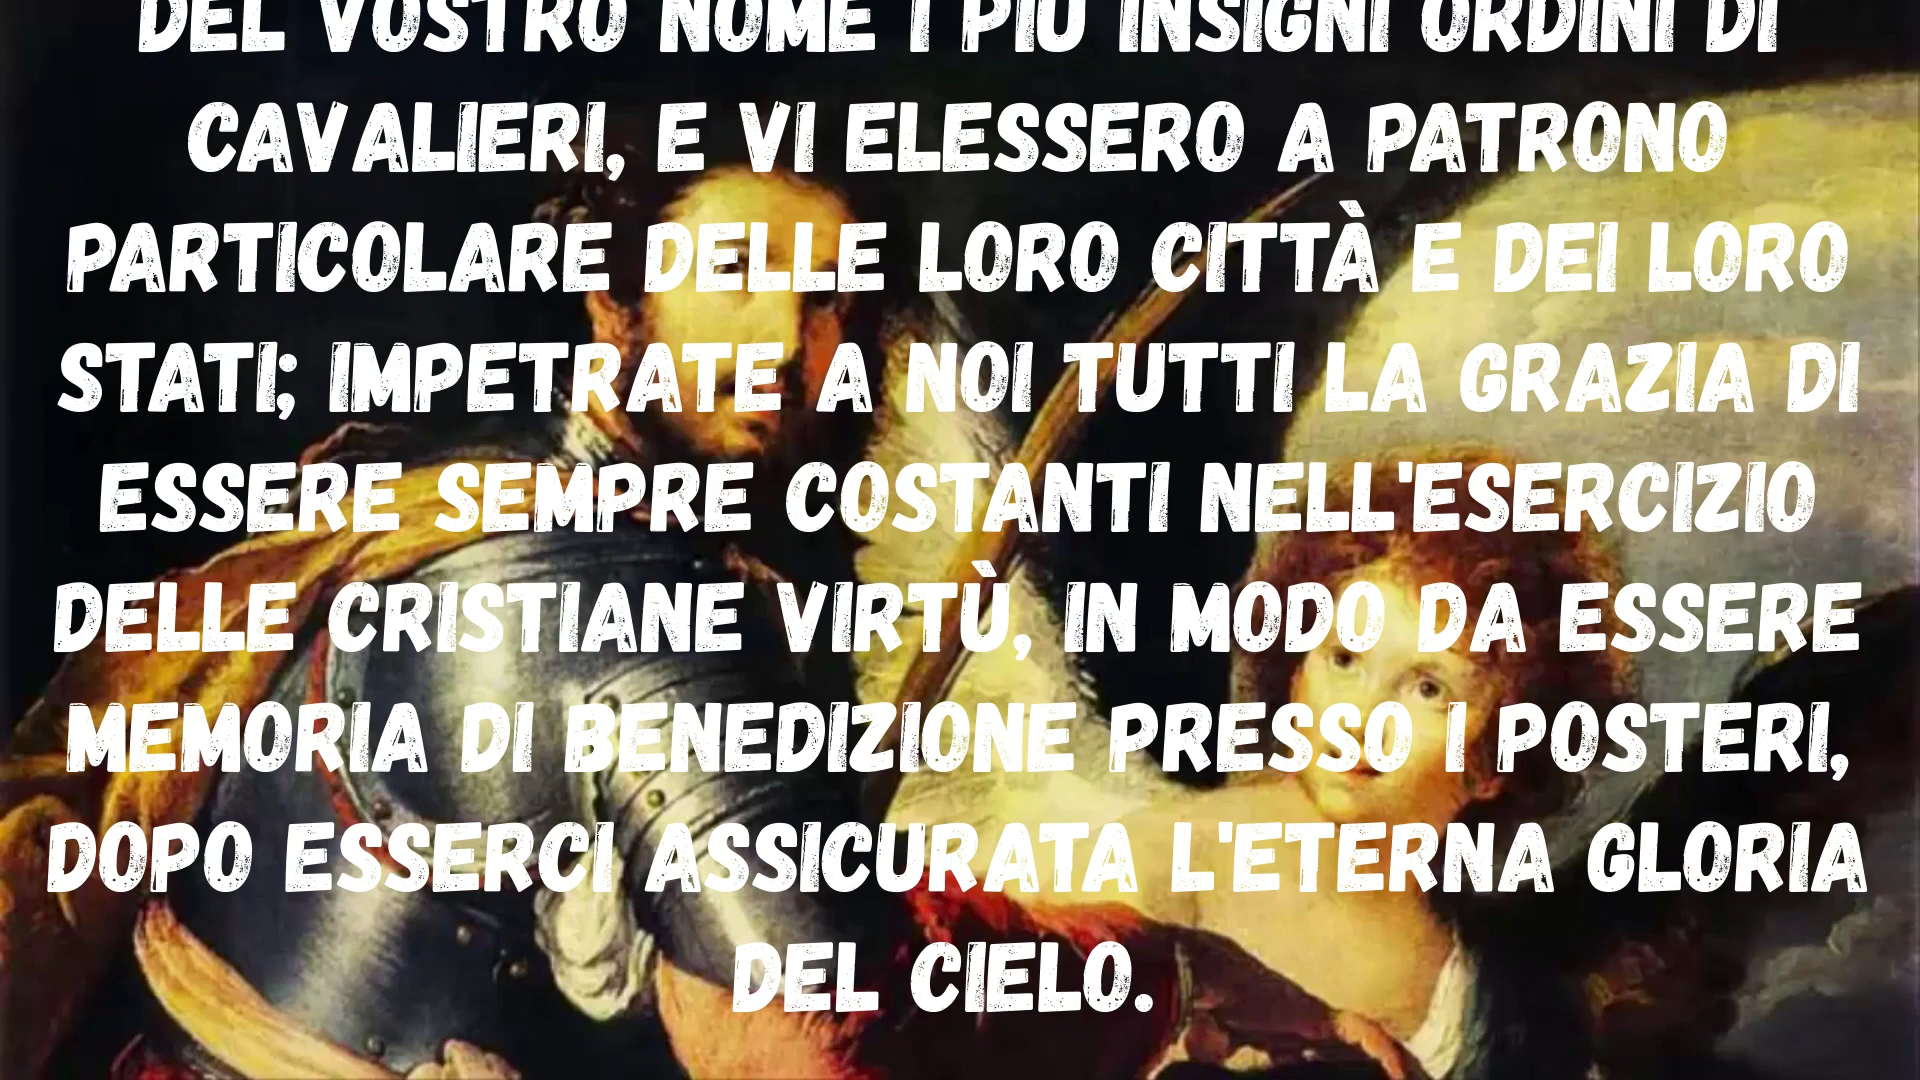 DEL VOSTRO NOME I PIÙ INSIGNI ORDINI DI
CAVALIERI, E VI ELESSERO A PATRONO
PARTICOLARE DELLE LORO CITTÀ E DEI LORO
STATI; IMPETRATE A NOI TUTTI LA GRAZIA DI
ESSERE SEMPRE COSTANTI NELL'ESERCIZIO
DELLE CRISTIANE VIRTÙ, IN MODO DA ESSERE
MEMORIA DI BENEDIZIONE PRESSO I POSTERI,
DOPO ESSERCI ASSICURATA L'ETERNA GLORIA
DEL CIELO.